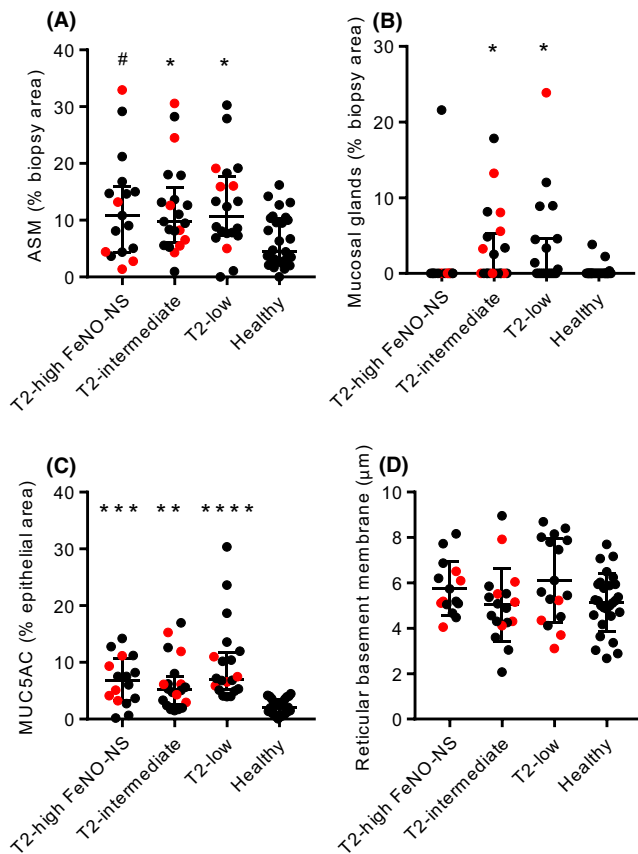 (A)
ASM (% biopsy area)
40
30
20
10
0
#
*
*
T2-high FeNO-NS
T2-intermediate
T2-low
Healthy
(B)
Mucosal glands (% biopsy area)
30
20
10
0
*
*
T2-high FeNO-NS
T2-intermediate
T2-low
Healthy
(C)
MUC5AC (% epithelial area)
40
30
20
10
0
***
**
****
T2-high FeNO-NS
T2-intermediate
T2-low
Healthy
(D)
Reticular basement membrane (μm)
10
8
6
4
2
0
T2-high FeNO-NS
T2-intermediate
T2-low
Healthy